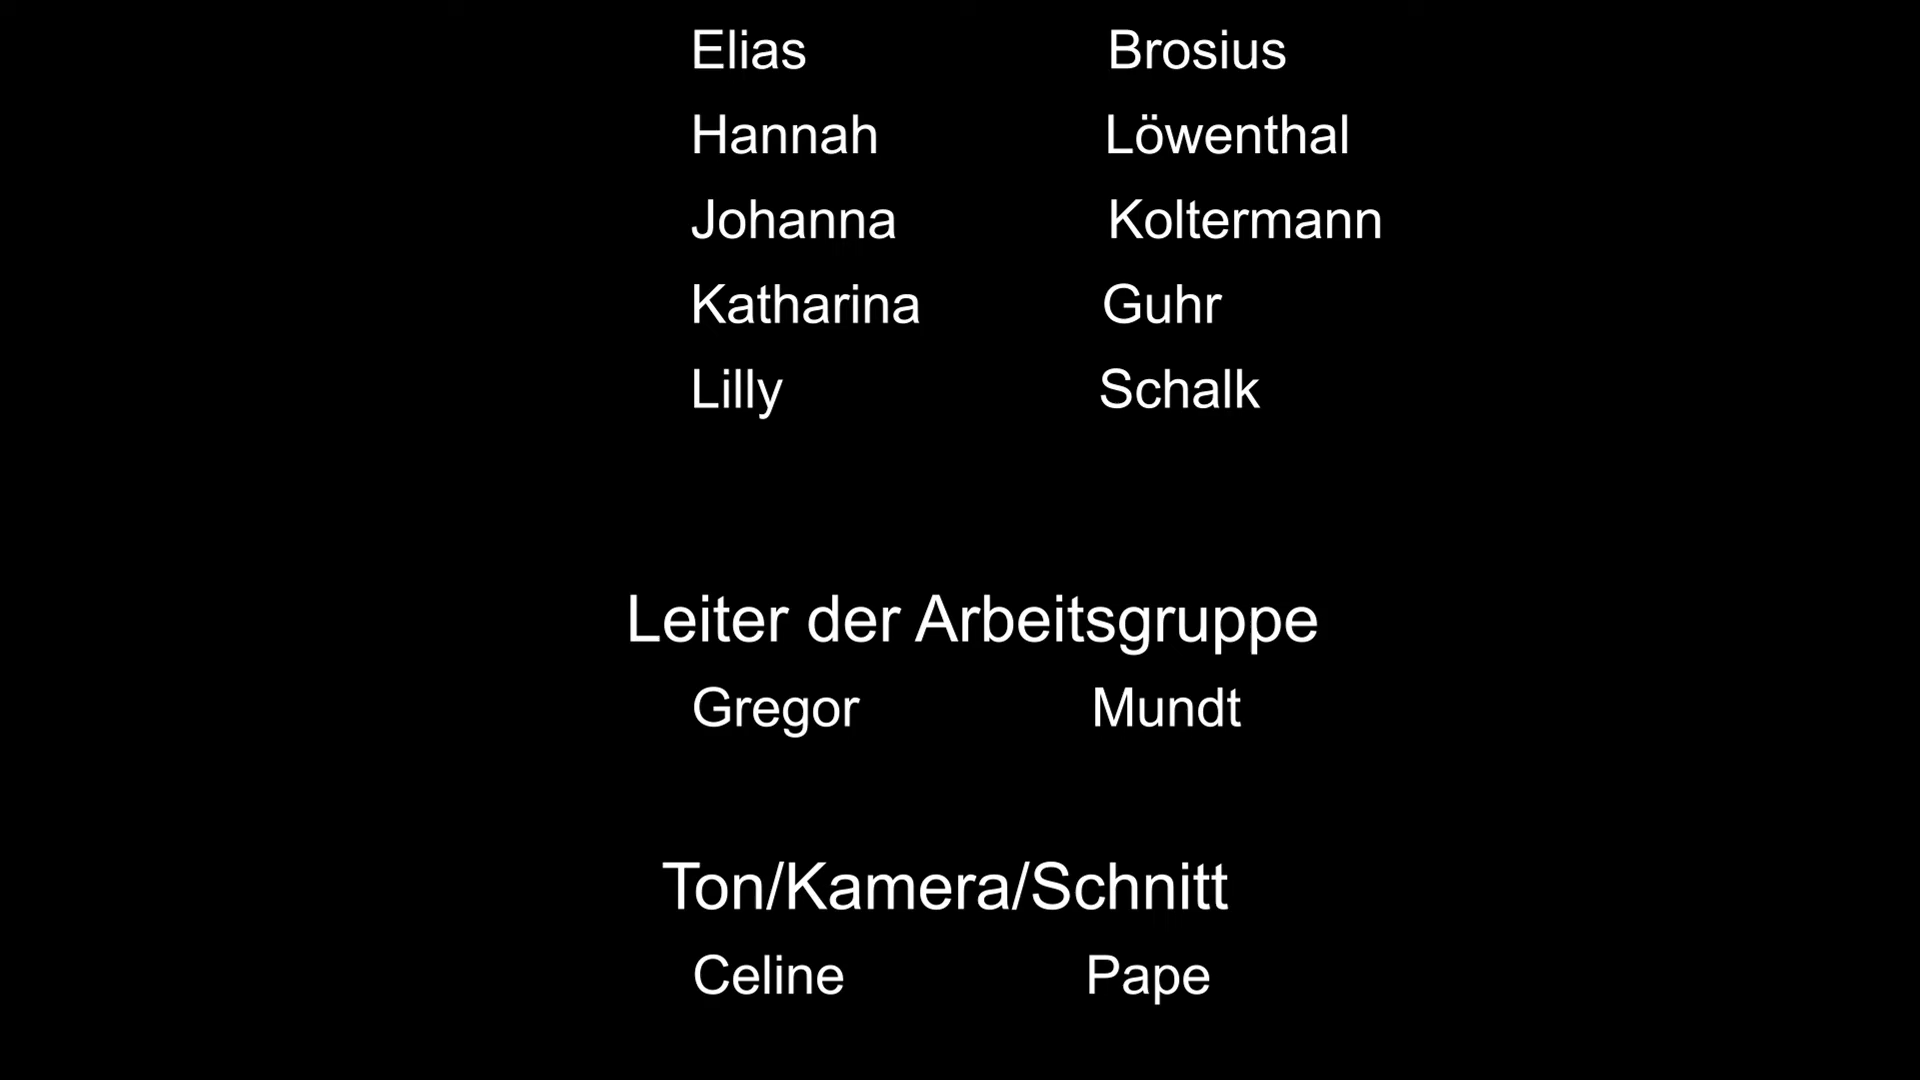 Elias Brosius
Hannah Löwenthal
Johanna Koltermann
Katharina Guhr
Lilly Schalk
Leiter der Arbeitsgruppe
Gregor Mundt
Ton/Kamera/Schnitt
Celine Pape